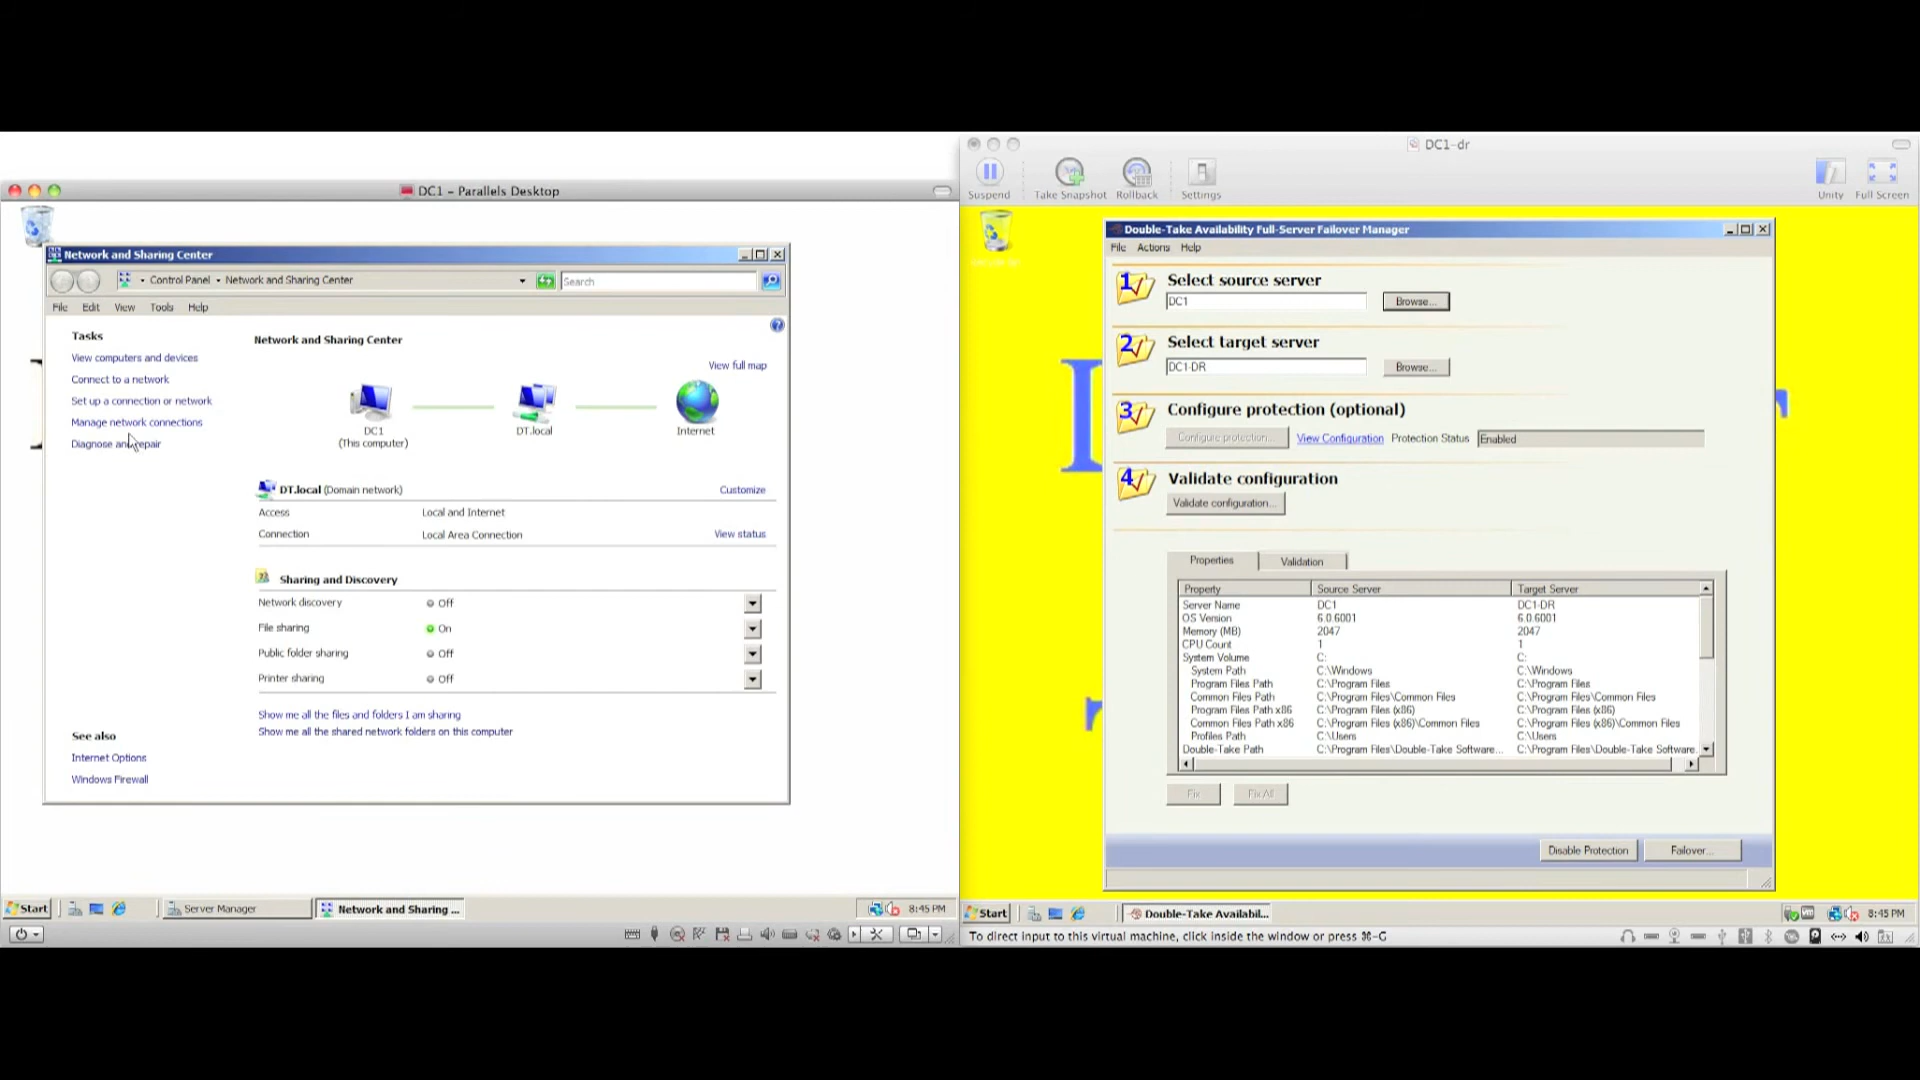 DC1 – Parallels Desktop
Network and Sharing Center
Control Panel • Network and Sharing Center
Search
File Edit View Tools Help
Tasks
View computers and devices
Connect to a network
Set up a connection or network
Manage network connections
Diagnose and repair
See also
Internet Options
Windows Firewall
Network and Sharing Center
View full map
DC1
(This computer)
DT.local
Internet
DT.local (Domain network)
Customize
Access Local and Internet
Connection Local Area Connection View status
Sharing and Discovery
Network discovery Off
File sharing On
Public folder sharing Off
Printer sharing Off
Show me all the files and folders I am sharing
Show me all the shared network folders on this computer
Start
Server Manager
Network and Sharing ...
8:45 PM
DC1-dr
Suspend
Take Snapshot
Rollback
Settings
Unity
Full Screen
Double-Take Availability Full-Server Failover Manager
File Actions Help
1 Select source server
DC1
Browse...
2 Select target server
DC1-DR
Browse...
3 Configure protection (optional)
Configure protection... View Configuration Protection Status Enabled
4 Validate configuration
Validate configuration...
Properties Validation
Property Source Server Target Server
Server Name DC1 DC1-DR
OS Version 6.0.6001 6.0.6001
Memory (MB) 2047 2047
CPU Count 1 1
System Volume C: C:
System Path C:\Windows C:\Windows
Program Files Path C:\Program Files C:\Program Files
Common Files Path C:\Program Files\Common Files C:\Program Files\Common Files
Program Files Path x86 C:\Program Files (x86) C:\Program Files (x86)
Common Files Path x86 C:\Program Files (x86)\Common Files C:\Program Files (x86)\Common Files
Profiles Path C:\Users C:\Users
Double-Take Path C:\Program Files\Double-Take Software... C:\Program Files\Double-Take Software.
Fix Fix All
Disable Protection Failover...
Start
Double-Take Availabil...
8:45 PM
To direct input to this virtual machine, click inside the window or press ⌘-G